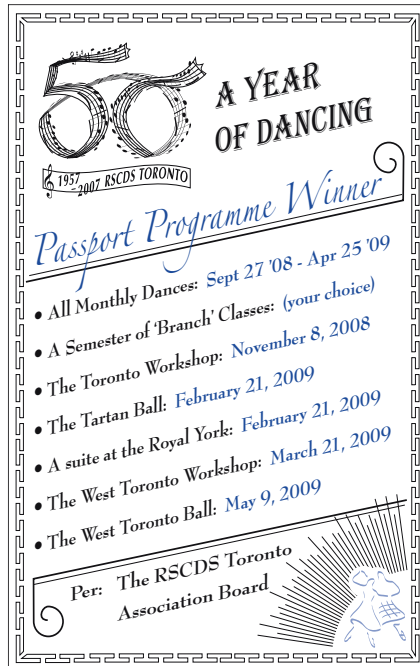 50
A YEAR
OF DANCING
1957
-2007 RSCDS TORONTO
Passport Programme Winner
• All Monthly Dances: Sept 27 '08 - Apr 25 '09
• A Semester of 'Branch' Classes: (your choice)
• The Toronto Workshop: November 8, 2008
• The Tartan Ball: February 21, 2009
• A suite at the Royal York: February 21, 2009
• The West Toronto Workshop: March 21, 2009
• The West Toronto Ball: May 9, 2009
Per: The RSCDS Toronto
Association Board